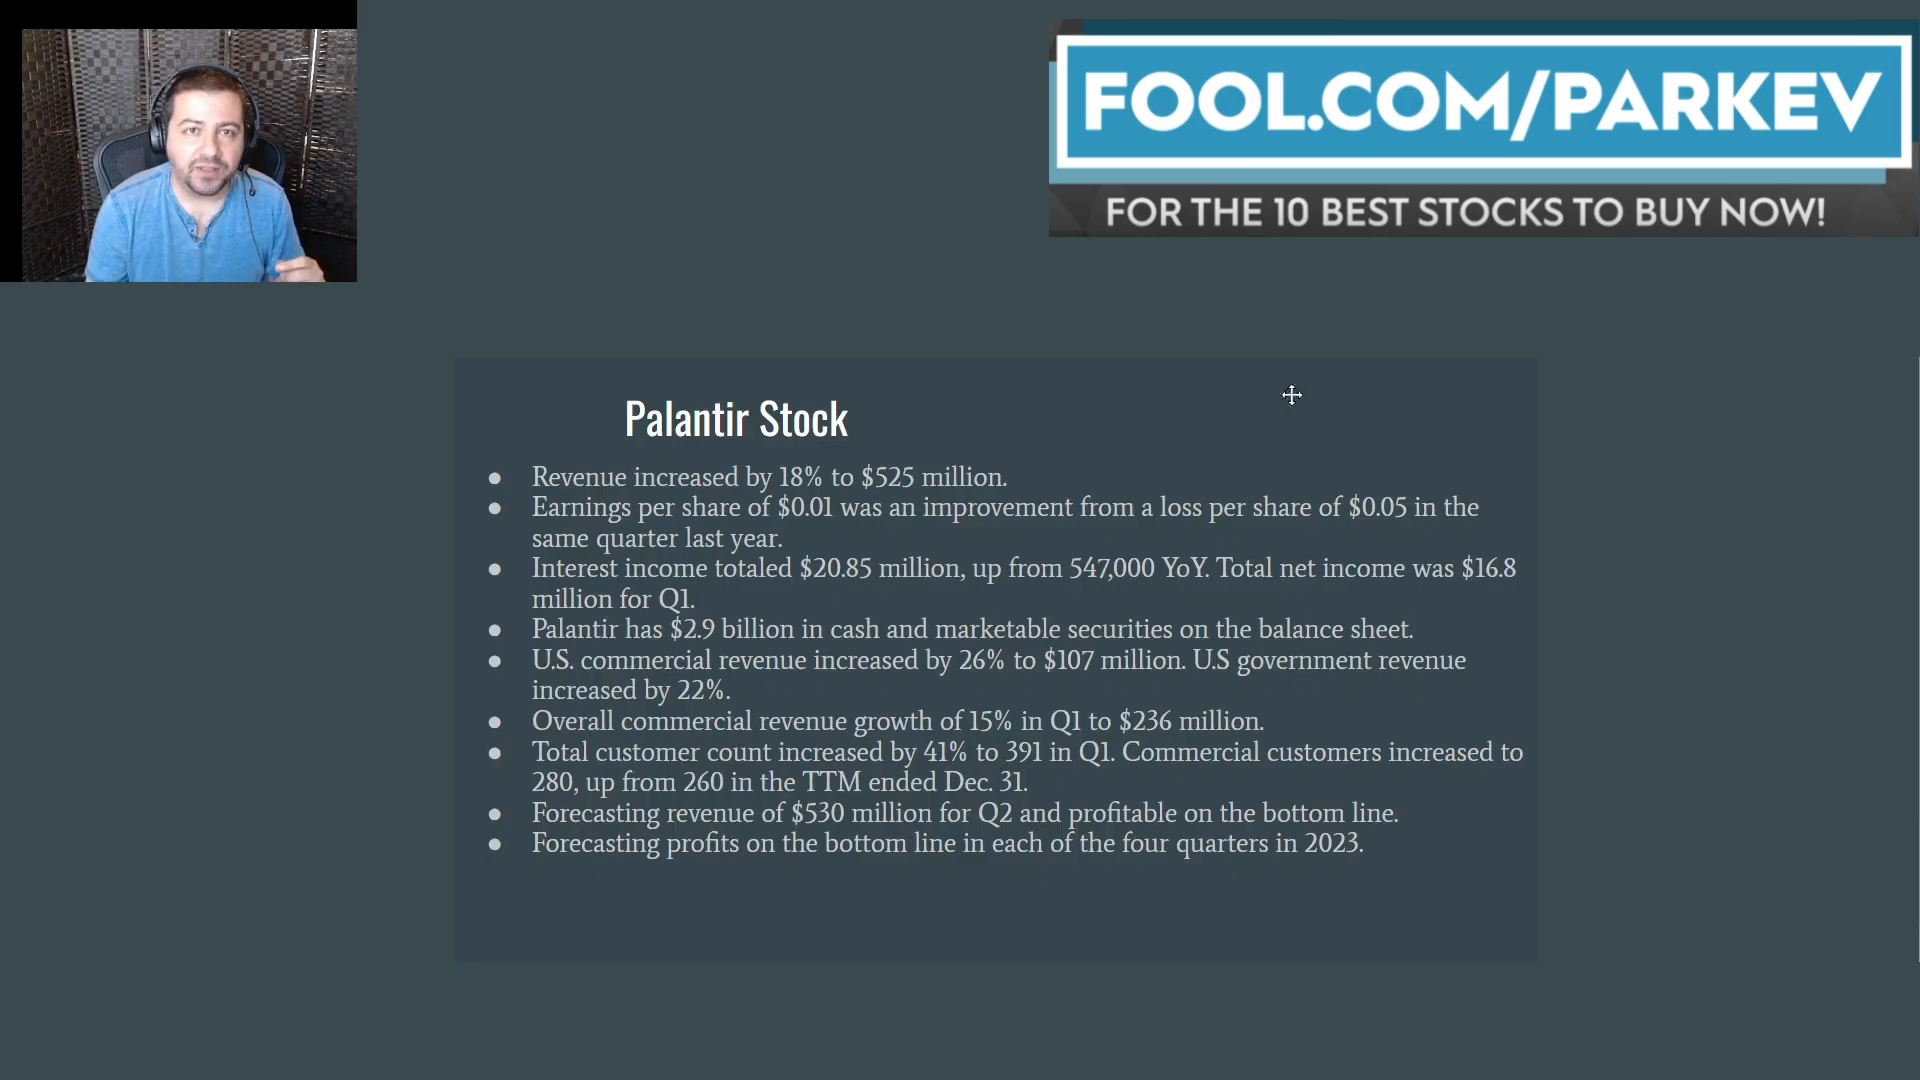 FOOL.COM/PARKEV
FOR THE 10 BEST STOCKS TO BUY NOW!
Palantir Stock
● Revenue increased by 18% to $525 million.
● Earnings per share of $0.01 was an improvement from a loss per share of $0.05 in the
same quarter last year.
● Interest income totaled $20.85 million, up from 547,000 YoY. Total net income was $16.8
million for Q1.
● Palantir has $2.9 billion in cash and marketable securities on the balance sheet.
● U.S. commercial revenue increased by 26% to $107 million. U.S government revenue
increased by 22%.
● Overall commercial revenue growth of 15% in Q1 to $236 million.
● Total customer count increased by 41% to 391 in Q1. Commercial customers increased to
280, up from 260 in the TTM ended Dec. 31.
● Forecasting revenue of $530 million for Q2 and profitable on the bottom line.
● Forecasting profits on the bottom line in each of the four quarters in 2023.